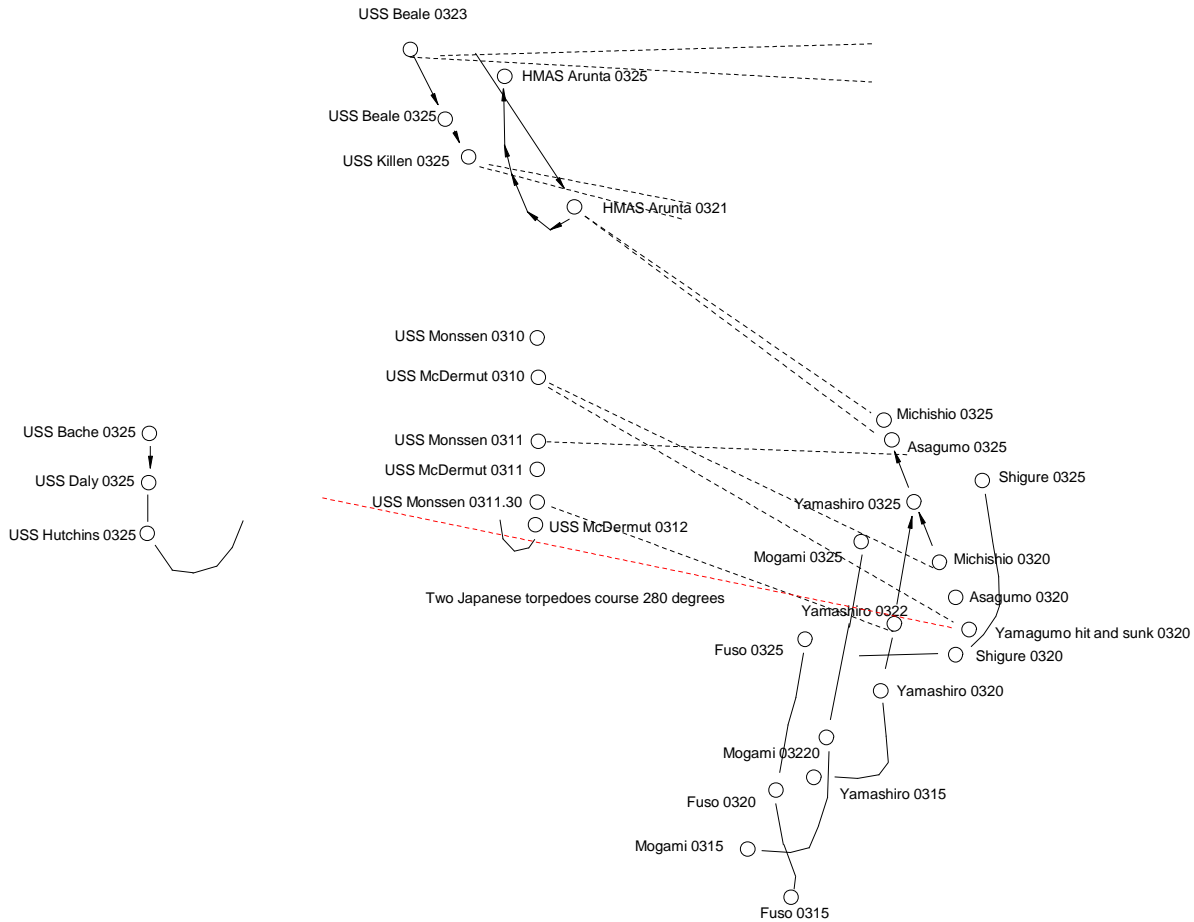 USS Beale 0323
HMAS Arunta 0325
USS Beale 0325
USS Killen 0325
HMAS Arunta 0321
USS Monssen 0310
USS McDermut 0310
Michishio 0325
USS Bache 0325
USS Monssen 0311
Asagumo 0325
USS McDermut 0311
Shigure 0325
USS Daly 0325
USS Monssen 0311.30
Yamashiro 0325
USS McDermut 0312
USS Hutchins 0325
Mogami 0325
Michishio 0320
Two Japanese torpedoes course 280 degrees
Asagumo 0320
Yamashiro 0322
Yamagumo hit and sunk 0320
Fuso 0325
Shigure 0320
Yamashiro 0320
Mogami 03220
Yamashiro 0315
Fuso 0320
Mogami 0315
Fuso 0315